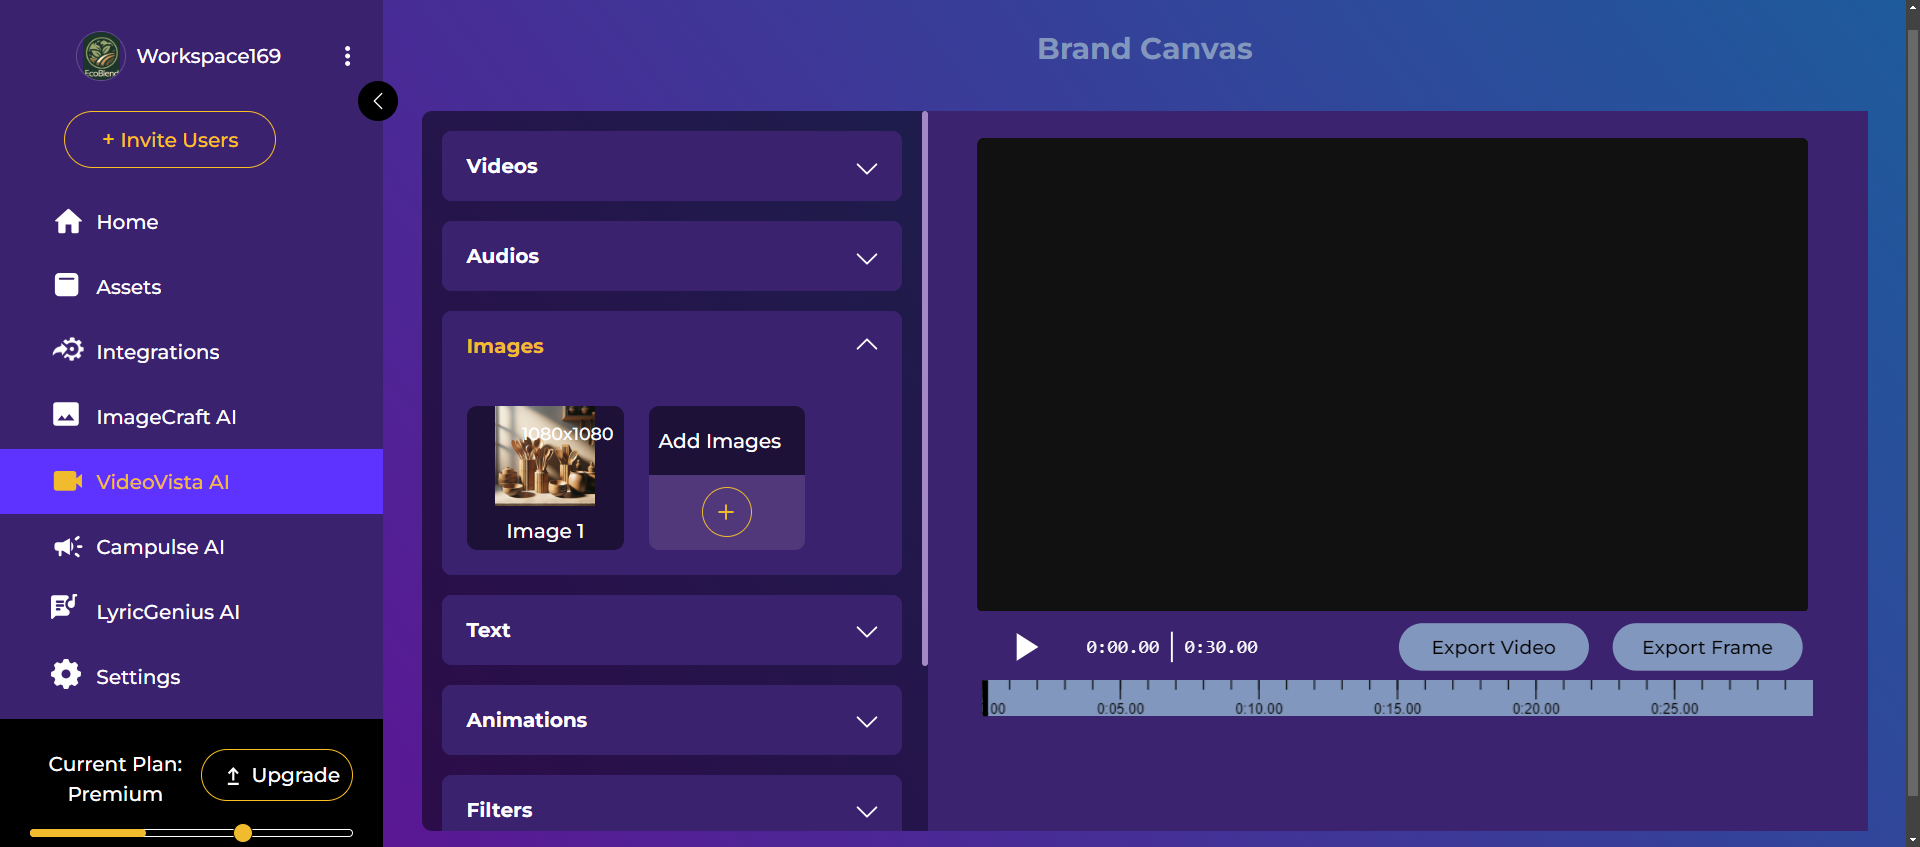 EcoBlend
Workspace169
+ Invite Users
Home
Assets
Integrations
ImageCraft AI
VideoVista AI
Campulse AI
LyricGenius AI
Settings
Current Plan:
Premium
Upgrade
Brand Canvas
Videos
Audios
Images
1080x1080
Image 1
Add Images
Text
Animations
Filters
0:00.00 | 0:30.00
Export Video
Export Frame
:00 0:05.00 0:10.00 0:15.00 0:20.00 0:25.00